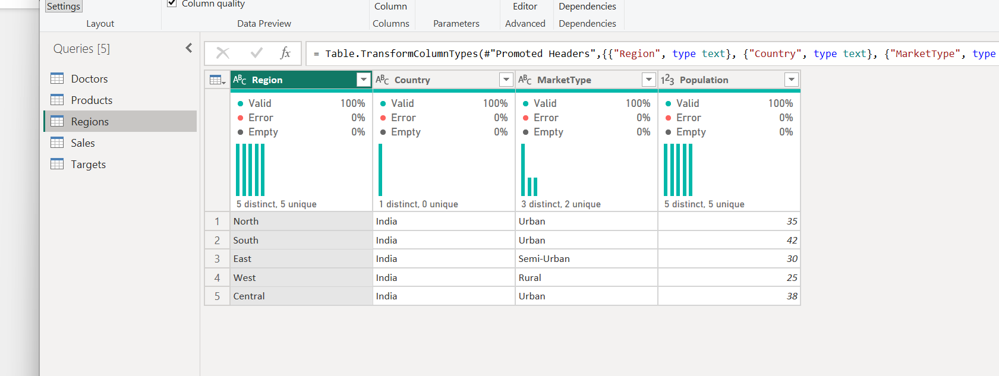 Settings
Column quality
Column
Editor
Dependencies
Layout
Data Preview
Columns
Parameters
Advanced
Dependencies
Queries [5]
fx
= Table.TransformColumnTypes(#"Promoted Headers",{{"Region", type text}, {"Country", type text}, {"MarketType", type
Doctors
Products
Regions
Sales
Targets
ABC Region ABC Country ABC MarketType 123 Population
Valid 100% Valid 100% Valid 100% Valid 100%
Error 0% Error 0% Error 0% Error 0%
Empty 0% Empty 0% Empty 0% Empty 0%
5 distinct, 5 unique 1 distinct, 0 unique 3 distinct, 2 unique 5 distinct, 5 unique
1 North India Urban 35
2 South India Urban 42
3 East India Semi-Urban 30
4 West India Rural 25
5 Central India Urban 38